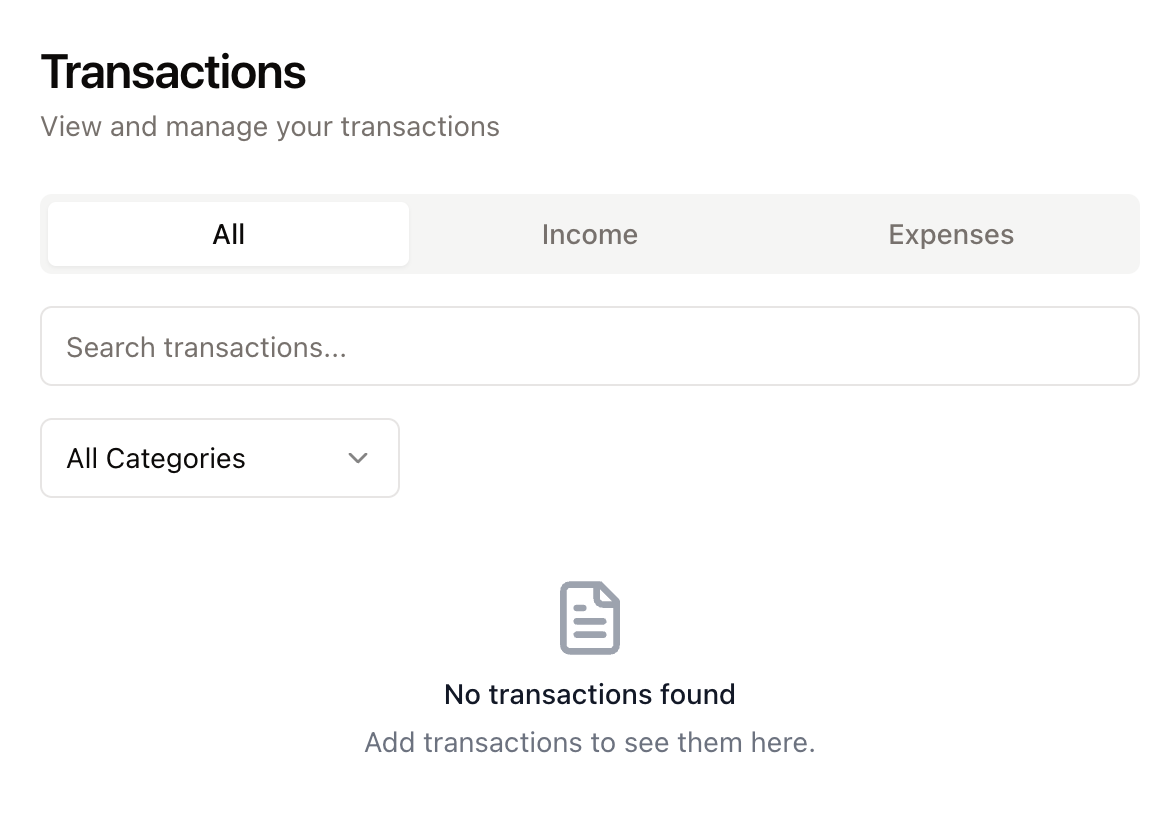 Transactions
View and manage your transactions
All
Income
Expenses
Search transactions...
All Categories
No transactions found
Add transactions to see them here.